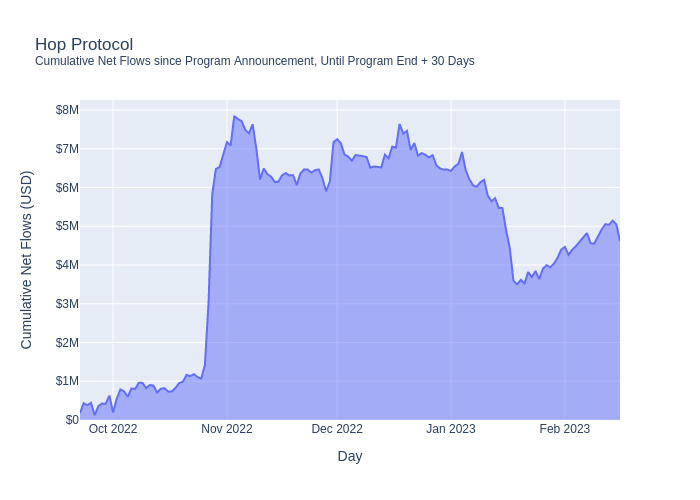 Hop Protocol
Cumulative Net Flows since Program Announcement, Until Program End + 30 Days
Cumulative Net Flows (USD)
$8M
$7M
$6M
$5M
$4M
$3M
$2M
$1M
$0
Oct 2022 Nov 2022 Dec 2022 Jan 2023 Feb 2023
Day